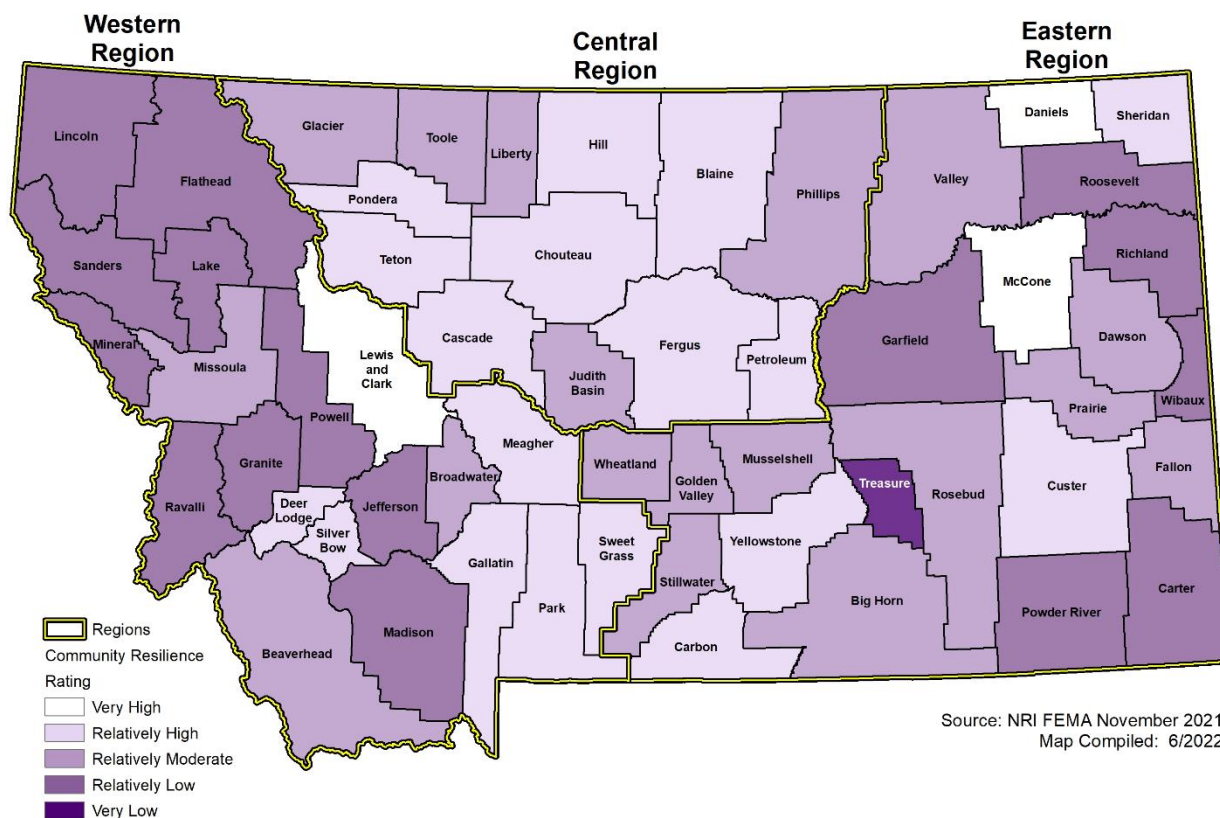 Western
Region
Central
Region
Eastern
Region
Lincoln
Flathead
Glacier
Toole
Liberty
Hill
Blaine
Phillips
Valley
Daniels
Sheridan
Roosevelt
Pondera
Teton
Chouteau
Sanders
Lake
Richland
McCone
Mineral
Missoula
Cascade
Fergus
Petroleum
Garfield
Dawson
Lewis
and
Clark
Judith
Basin
Powell
Prairie
Wibaux
Meagher
Granite
Ravalli
Wheatland
Golden
Valley
Musselshell
Treasure
Rosebud
Custer
Fallon
Broadwater
Jefferson
Deer
Lodge
Silver
Bow
Gallatin
Sweet
Grass
Yellowstone
Park
Stillwater
Big Horn
Powder River
Carter
Madison
Beaverhead
Carbon
Regions
Community Resilience
Rating
Very High
Relatively High
Relatively Moderate
Relatively Low
Very Low
Source: NRI FEMA November 2021
Map Compiled: 6/2022